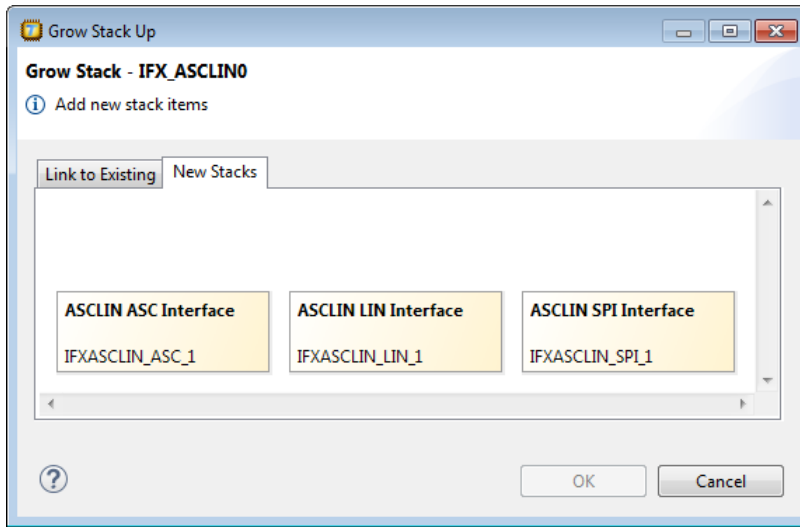 Grow Stack Up
Grow Stack - IFX_ASCLIN0
Add new stack items
Link to Existing New Stacks
ASCLIN ASC Interface ASCLIN LIN Interface ASCLIN SPI Interface
IFXASCLIN_ASC_1 IFXASCLIN_LIN_1 IFXASCLIN_SPI_1
OK Cancel